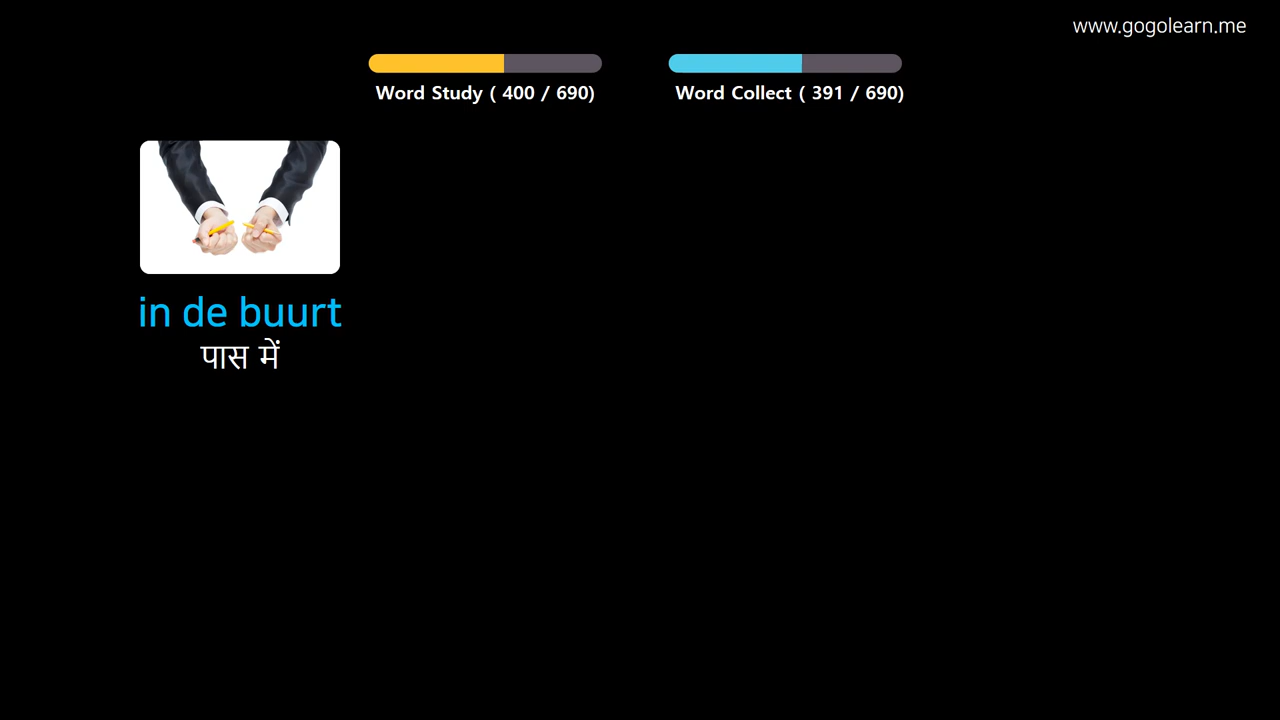 www.gogolearn.me
Word Study ( 400 / 690)
Word Collect ( 391 / 690)
in de buurt
पास में